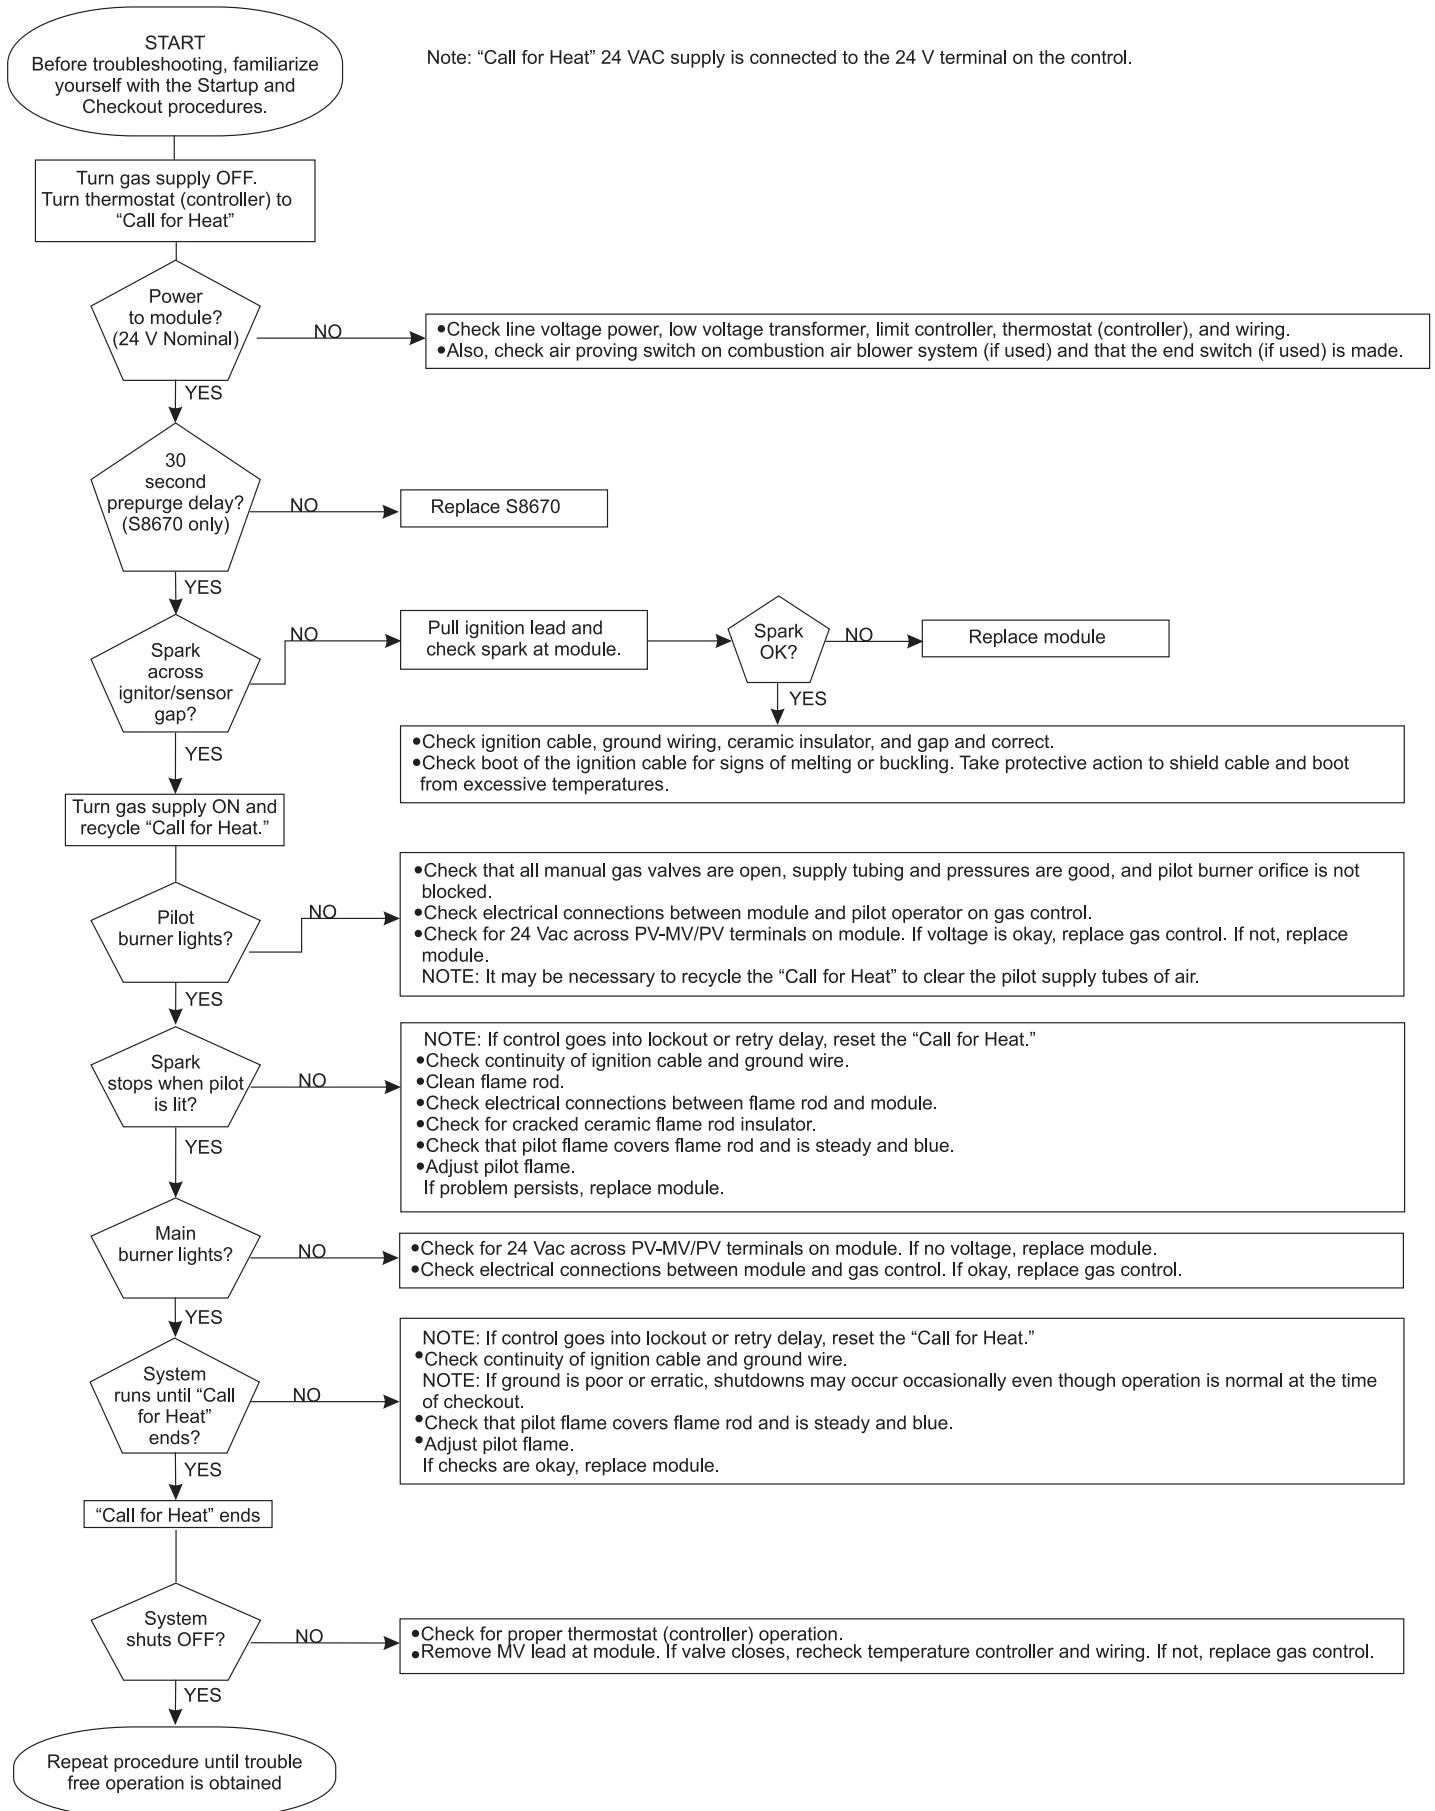 START
Before troubleshooting, familiarize
yourself with the Startup and
Checkout procedures.
Note: “Call for Heat” 24 VAC supply is connected to the 24 V terminal on the control.
Turn gas supply OFF.
Turn thermostat (controller) to
“Call for Heat”
Power
to module?
(24 V Nominal)
NO
•Check line voltage power, low voltage transformer, limit controller, thermostat (controller), and wiring.
•Also, check air proving switch on combustion air blower system (if used) and that the end switch (if used) is made.
YES
30
second
prepurge delay?
(S8670 only)
NO
Replace S8670
YES
Spark
across
ignitor/sensor
gap?
NO
Pull ignition lead and
check spark at module.
Spark
OK?
NO
Replace module
YES
•Check ignition cable, ground wiring, ceramic insulator, and gap and correct.
•Check boot of the ignition cable for signs of melting or buckling. Take protective action to shield cable and boot
from excessive temperatures.
YES
Turn gas supply ON and
recycle “Call for Heat.”
Pilot
burner lights?
NO
•Check that all manual gas valves are open, supply tubing and pressures are good, and pilot burner orifice is not
blocked.
•Check electrical connections between module and pilot operator on gas control.
•Check for 24 Vac across PV-MV/PV terminals on module. If voltage is okay, replace gas control. If not, replace
module.
NOTE: It may be necessary to recycle the “Call for Heat” to clear the pilot supply tubes of air.
YES
Spark
stops when pilot
is lit?
NO
NOTE: If control goes into lockout or retry delay, reset the “Call for Heat.”
•Check continuity of ignition cable and ground wire.
•Clean flame rod.
•Check electrical connections between flame rod and module.
•Check for cracked ceramic flame rod insulator.
•Check that pilot flame covers flame rod and is steady and blue.
•Adjust pilot flame.
If problem persists, replace module.
YES
Main
burner lights?
NO
•Check for 24 Vac across PV-MV/PV terminals on module. If no voltage, replace module.
•Check electrical connections between module and gas control. If okay, replace gas control.
YES
System
runs until “Call
for Heat”
ends?
NO
NOTE: If control goes into lockout or retry delay, reset the “Call for Heat.”
•Check continuity of ignition cable and ground wire.
NOTE: If ground is poor or erratic, shutdowns may occur occasionally even though operation is normal at the time
of checkout.
•Check that pilot flame covers flame rod and is steady and blue.
•Adjust pilot flame.
If checks are okay, replace module.
YES
“Call for Heat” ends
System
shuts OFF?
NO
•Check for proper thermostat (controller) operation.
•Remove MV lead at module. If valve closes, recheck temperature controller and wiring. If not, replace gas control.
YES
Repeat procedure until trouble
free operation is obtained